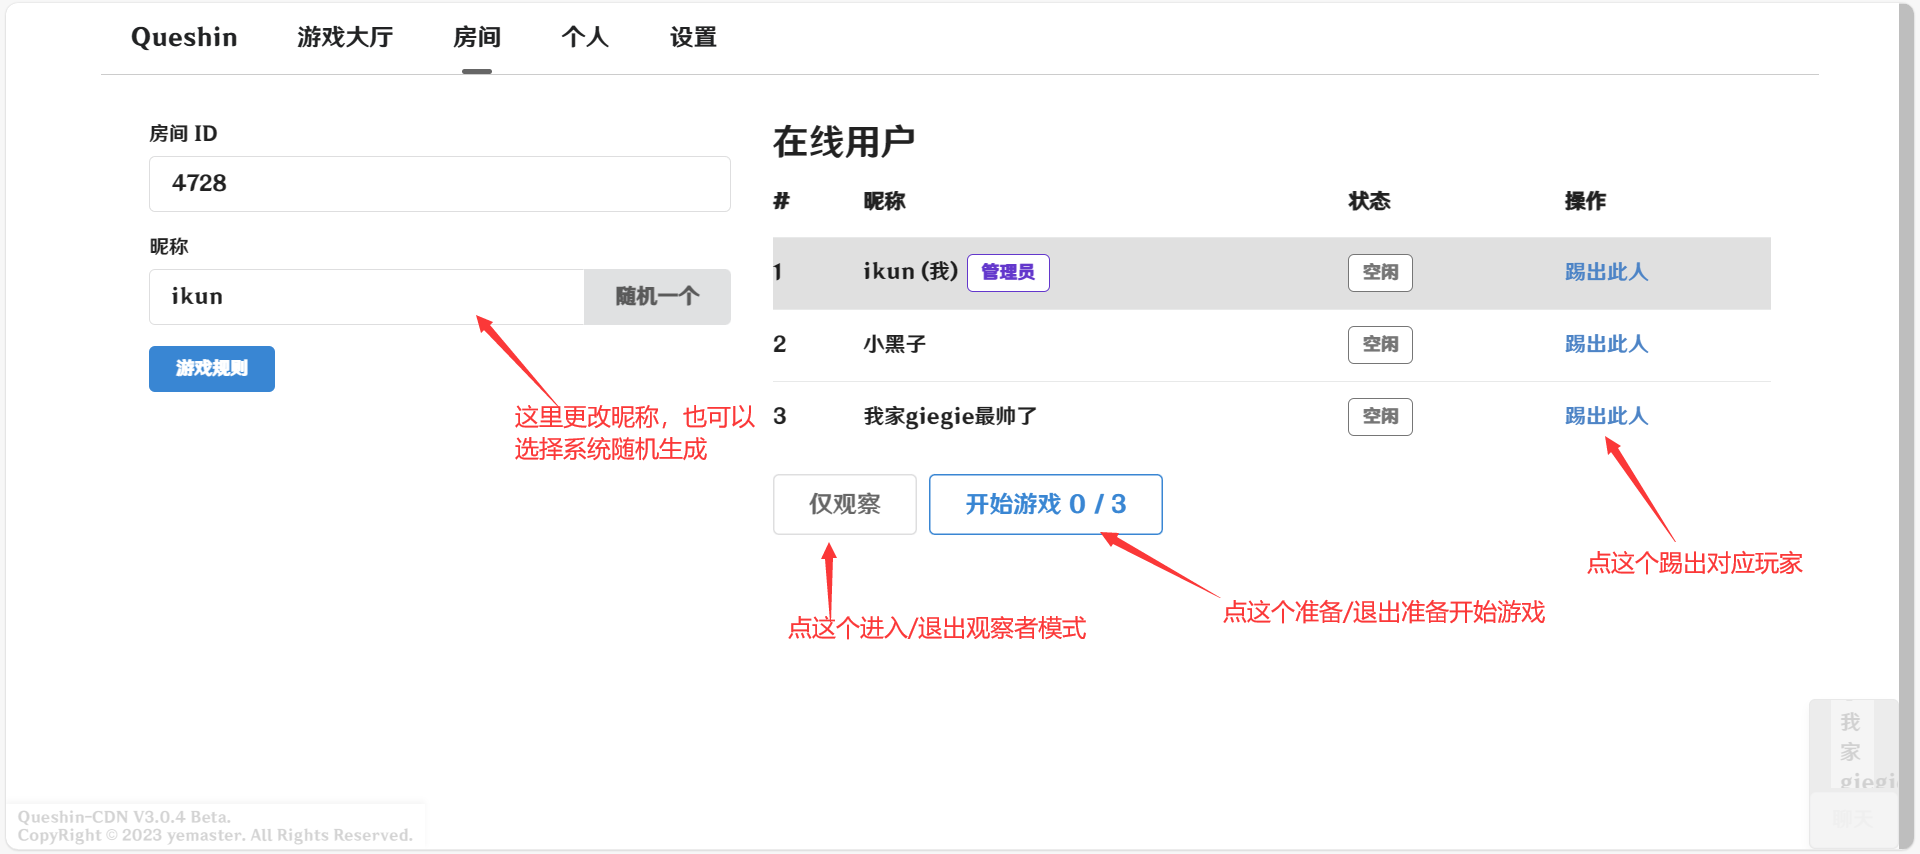 Queshin 游戏大厅 房间 个人 设置
房间 ID
4728
昵称
ikun 随机一个
游戏规则
这里更改昵称，也可以
选择系统随机生成
在线用户
# 昵称 状态 操作
1 ikun (我) 管理员 空闲 踢出此人
2 小黑子 空闲 踢出此人
3 我家giegie最帅了 空闲 踢出此人
仅观察 开始游戏 0 / 3
点这个踢出对应玩家
点这个准备/退出准备开始游戏
点这个进入/退出观察者模式
我
家
giegie
聊天
Queshin-CDN V3.0.4 Beta.
CopyRight © 2023 yemaster. All Rights Reserved.